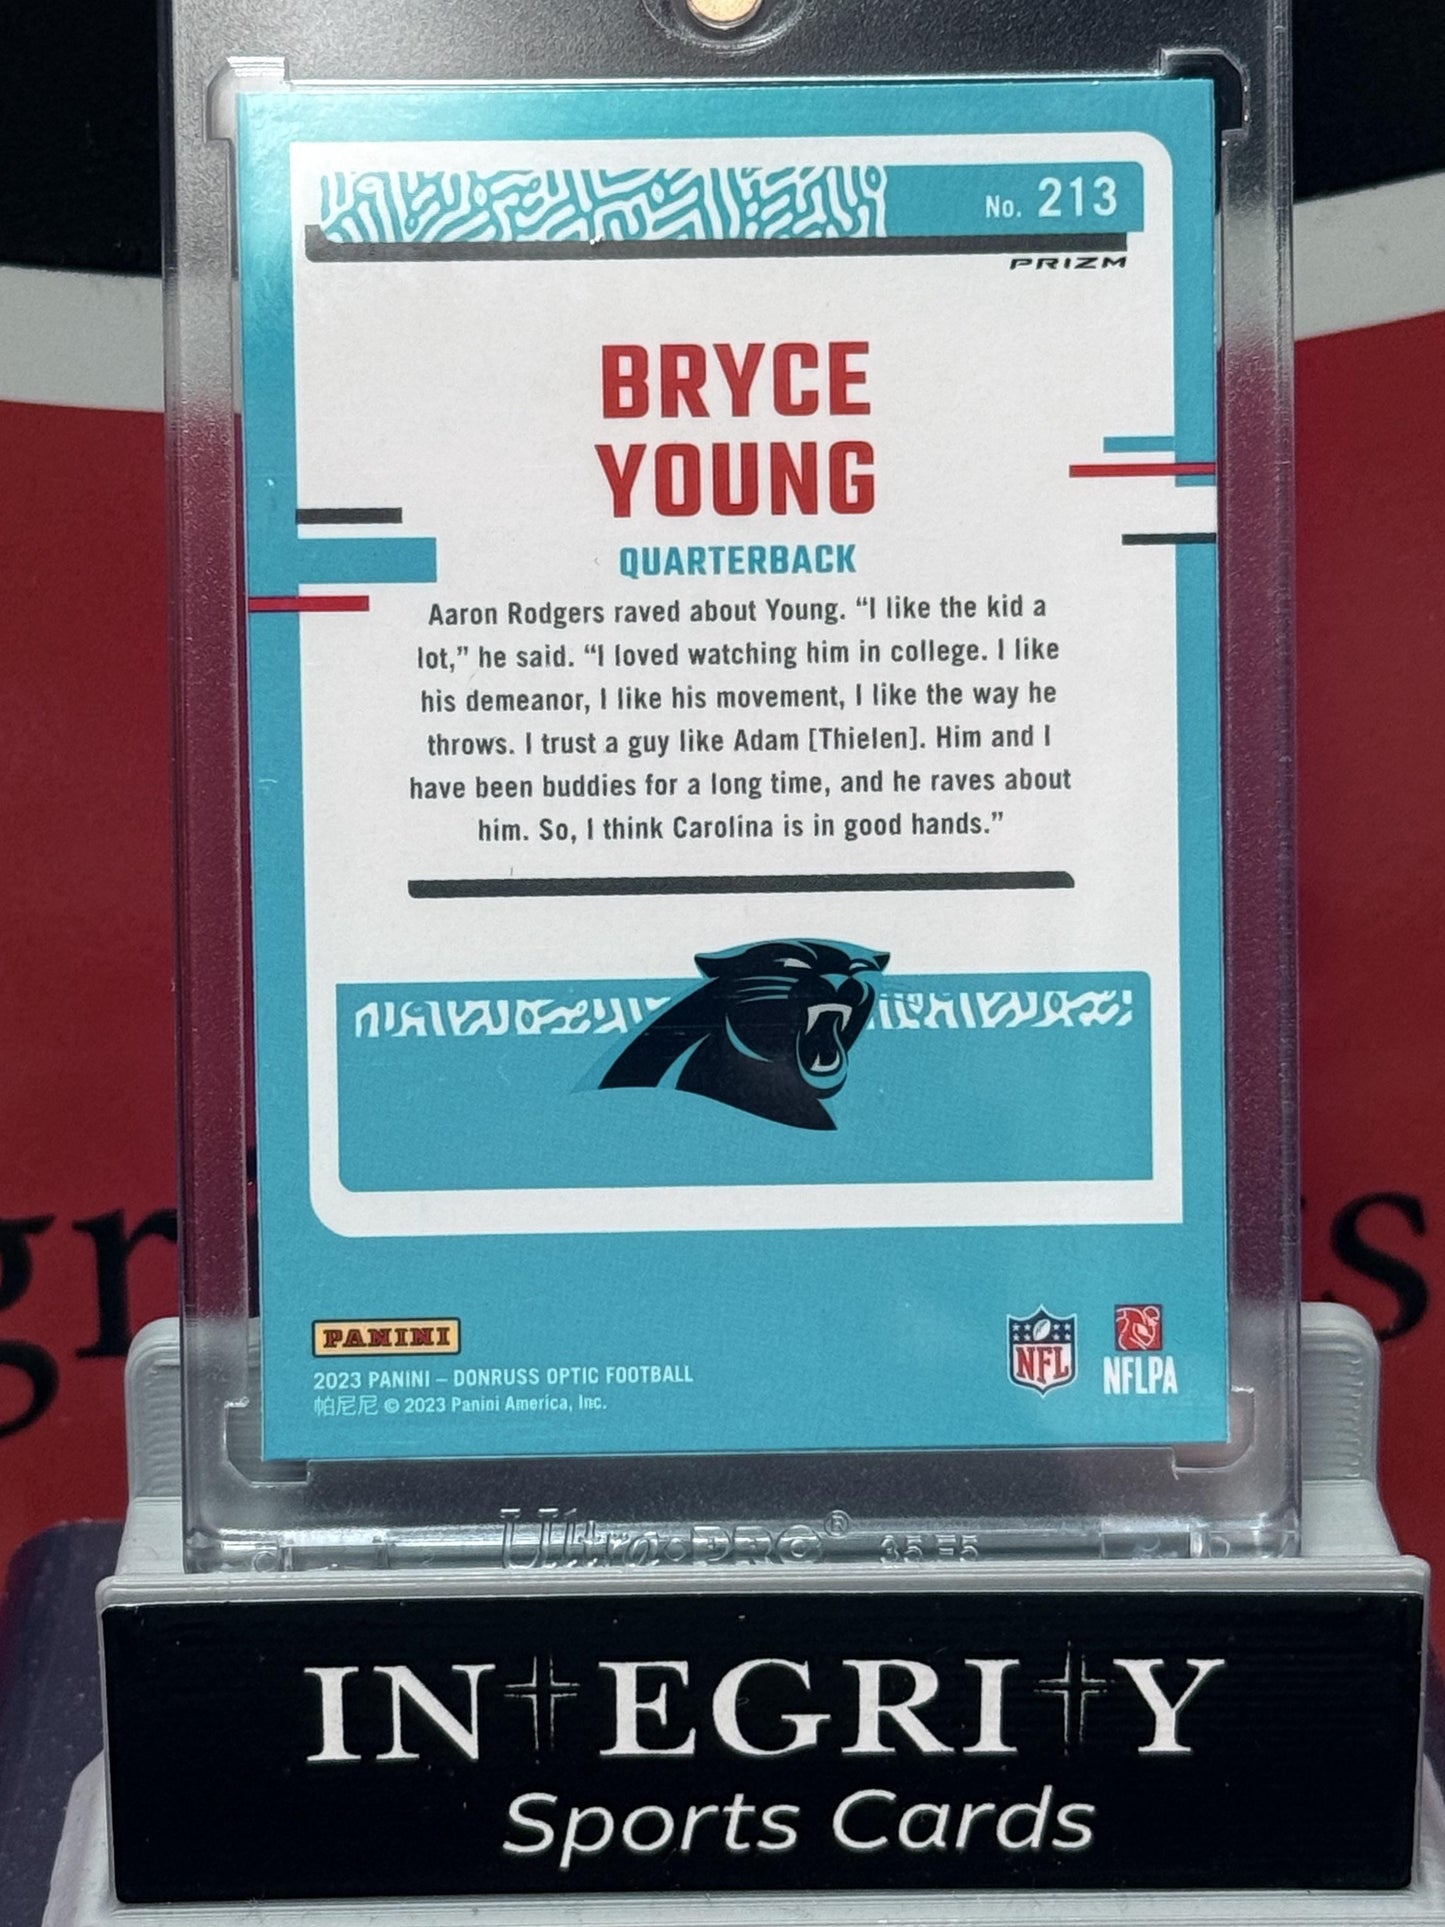 No. 213
PRIZM
BRYCE
YOUNG
QUARTERBACK
Aaron Rodgers raved about Young. “I like the kid a
lot,” he said. “I loved watching him in college. I like
his demeanor, I like his movement, I like the way he
throws. I trust a guy like Adam [Thielen]. Him and I
have been buddies for a long time, and he raves about
him. So, I think Carolina is in good hands.”
PANINI
2023 PANINI – DONRUSS OPTIC FOOTBALL
帕尼尼 © 2023 Panini America, Inc.
NFL
NFLPA
Ultra•PRO®
INTEGRITY
Sports Cards